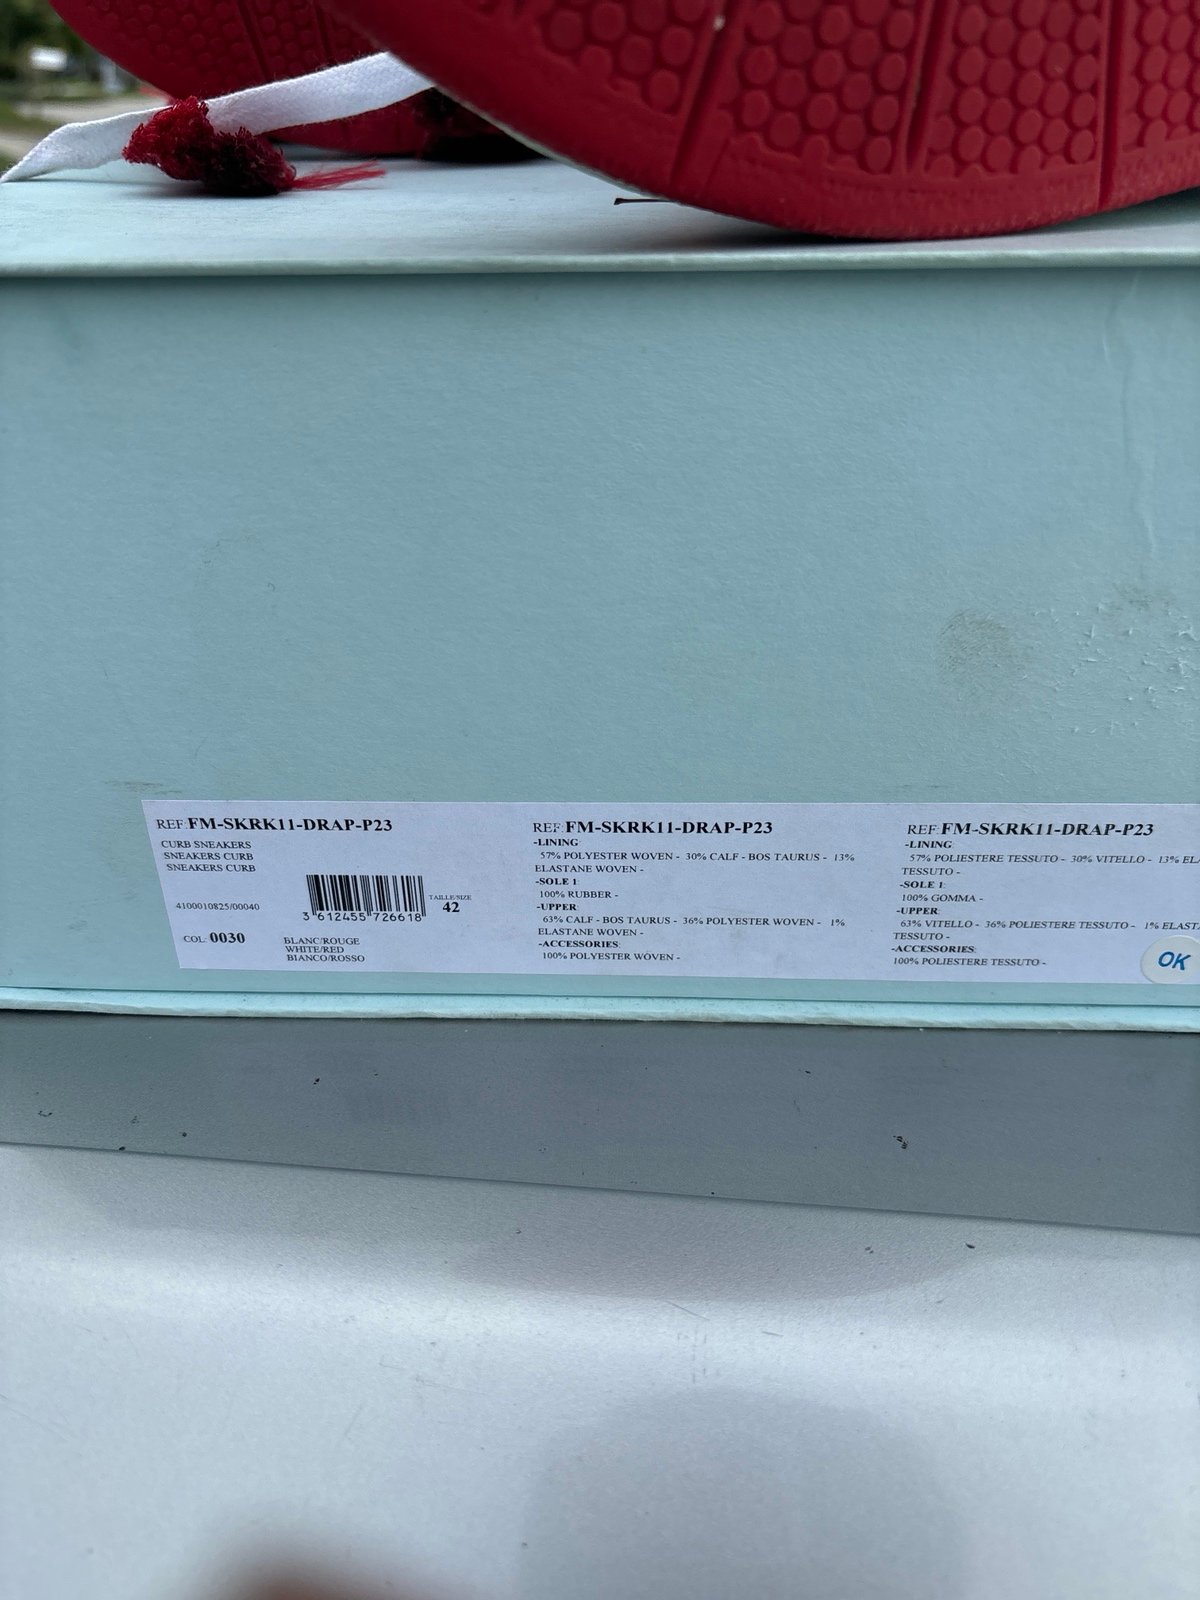 REF:FM-SKRK11-DRAP-P23
CURB SNEAKERS
SNEAKERS CURB
SNEAKERS CURB
4100010825/00040
3 612455 726618
TAILLE/SIZE
42
COL: 0030
BLANC/ROUGE
WHITE/RED
BIANCO/ROSSO
REF:FM-SKRK11-DRAP-P23
-LINING:
57% POLYESTER WOVEN - 30% CALF - BOS TAURUS - 13%
ELASTANE WOVEN -
-SOLE 1:
100% RUBBER -
-UPPER:
63% CALF - BOS TAURUS - 36% POLYESTER WOVEN - 1%
ELASTANE WOVEN -
-ACCESSORIES:
100% POLYESTER WOVEN -
REF:FM-SKRK11-DRAP-P23
-LINING:
57% POLIESTERE TESSUTO - 30% VITELLO - 13% EL
TESSUTO -
-SOLE 1:
100% GOMMA -
-UPPER:
63% VITELLO - 36% POLIESTERE TESSUTO - 1% ELAST
TESSUTO -
-ACCESSORIES:
100% POLIESTERE TESSUTO -
OK